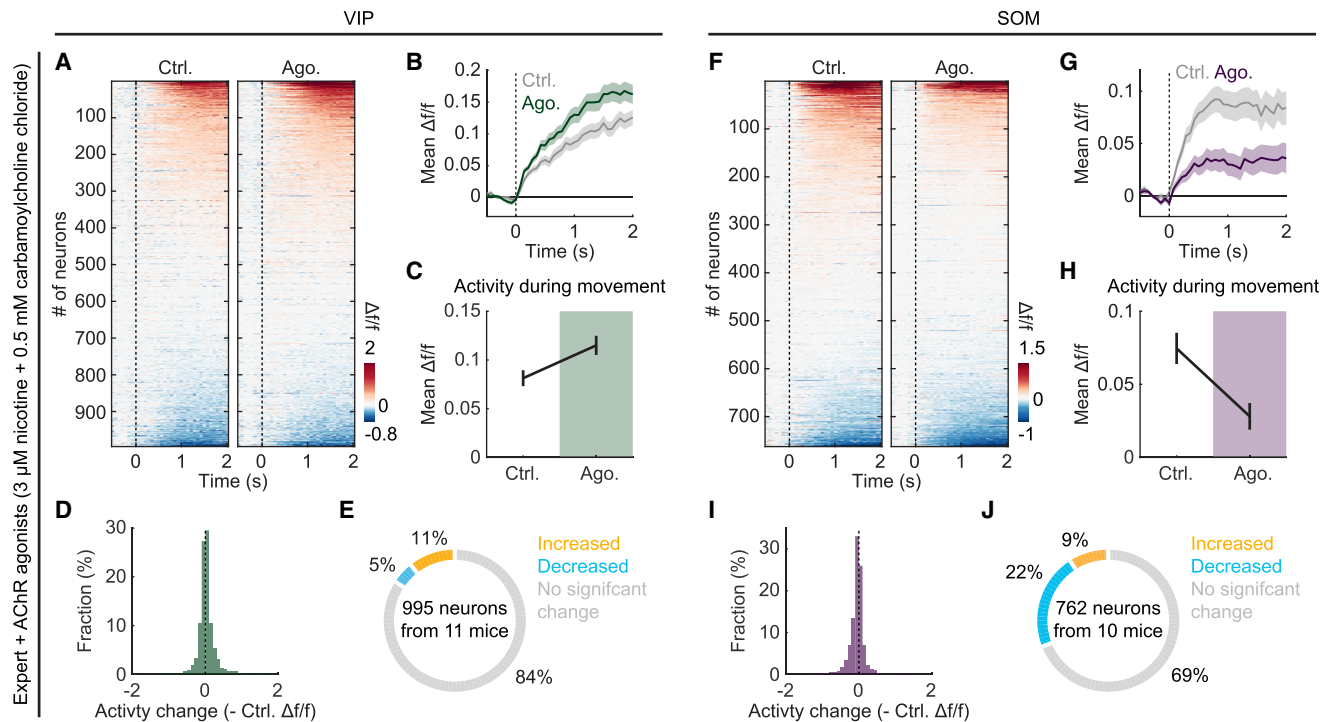 VIP
SOM
Expert + AChR agonists (3 µM nicotine + 0.5 mM carbamoylcholine chloride)
A
Ctrl.
Ago.
# of neurons
100
200
300
400
500
600
700
800
900
0
1
2
0
1
2
Time (s)
Δf/f
2
0
-0.8
B
Ctrl.
Ago.
Mean Δf/f
0.2
0.15
0.1
0.05
0
0
1
2
Time (s)
C
Activity during movement
Mean Δf/f
0.15
0.1
0.05
0
Ctrl.
Ago.
D
Fraction (%)
30
20
10
0
-2
0
2
Activty change (- Ctrl. Δf/f)
E
11%
5%
84%
995 neurons
from 11 mice
Increased
Decreased
No signifcant
change
F
Ctrl.
Ago.
# of neurons
100
200
300
400
500
600
700
0
1
2
0
1
2
Time (s)
Δf/f
1.5
0
-1
G
Ctrl. Ago.
Mean Δf/f
0.1
0.05
0
0
1
2
Time (s)
H
Activity during movement
Mean Δf/f
0.1
0.05
0
Ctrl.
Ago.
I
Fraction (%)
30
20
10
0
-2
0
2
Activity change (- Ctrl. Δf/f)
J
9%
22%
69%
762 neurons
from 10 mice
Increased
Decreased
No signifcant
change